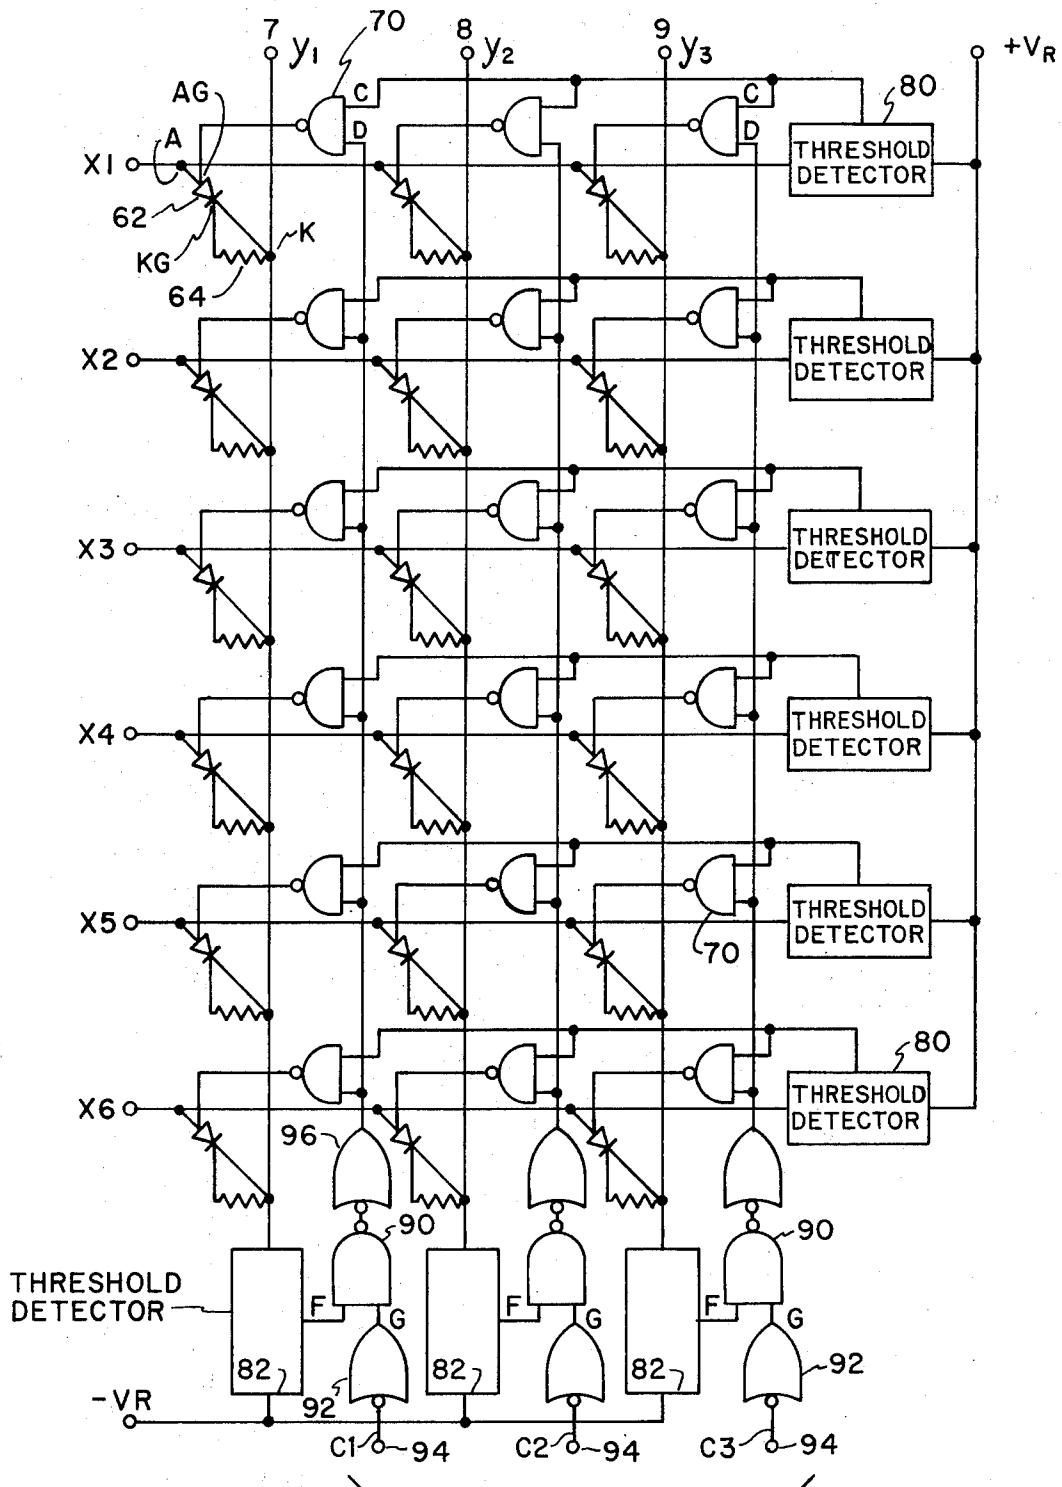 7 y₁ 70 8 y₂ 9 y₃ +VR
AG C C 80
A D D
X1 THRESHOLD
DETECTOR
62 K
KG
64
X2 THRESHOLD
DETECTOR
X3 THRESHOLD
DETECTOR
X4 THRESHOLD
DETECTOR
X5 THRESHOLD
DETECTOR
70
80
X6 THRESHOLD
DETECTOR
96
90 90
THRESHOLD
DETECTOR
F F F
G G G
82 82 82
92 92
-VR
C1 94 C2 94 C3 94